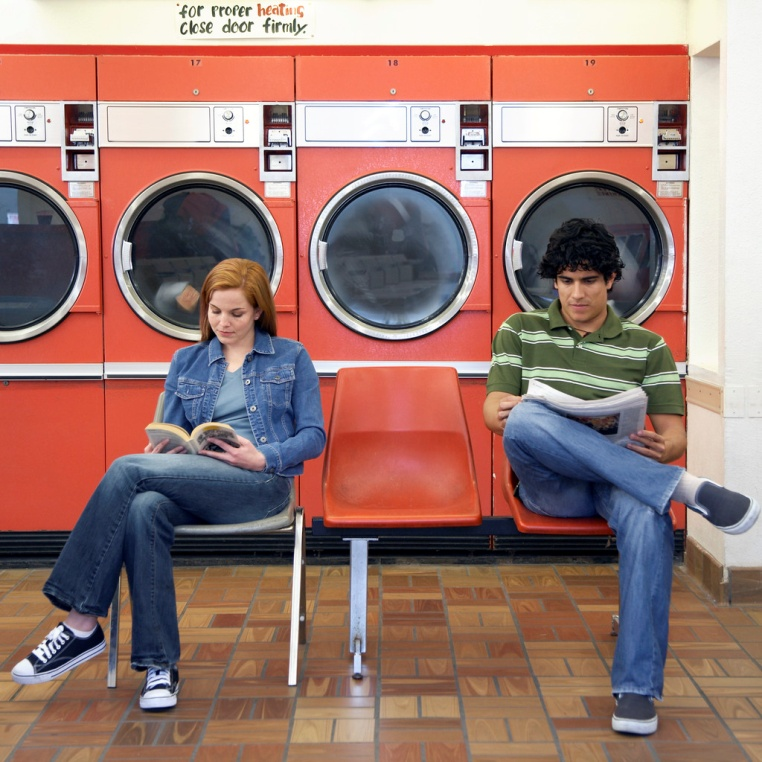 "for proper heating
close door firmly."
17
18
19